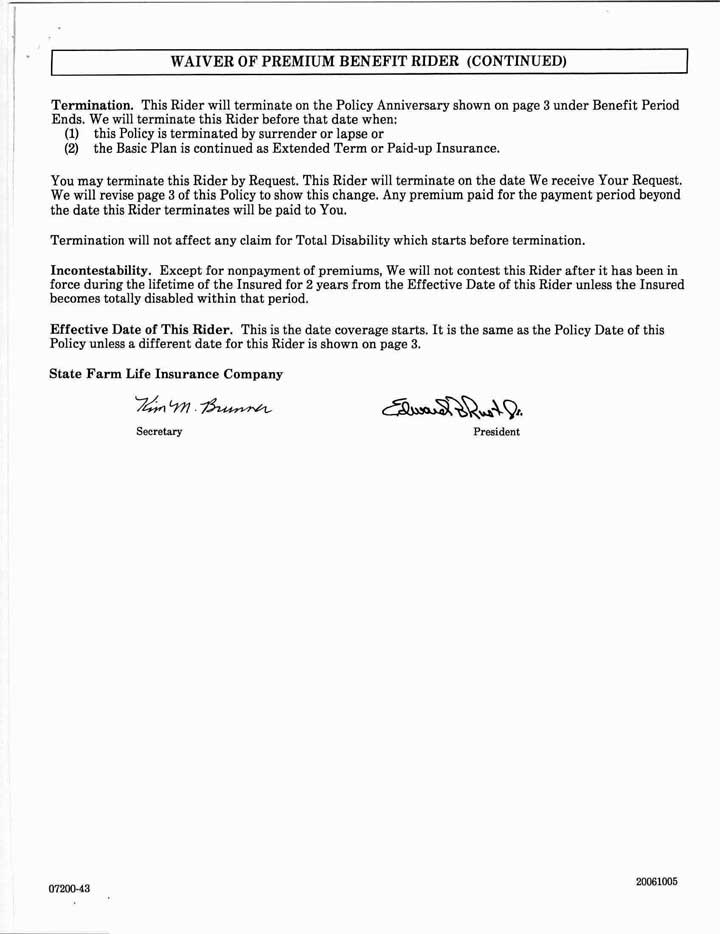 WAIVER OF PREMIUM BENEFIT RIDER (CONTINUED)
Termination. This Rider will terminate on the Policy Anniversary shown on page 3 under Benefit Period
Ends. We will terminate this Rider before that date when:
(1) this Policy is terminated by surrender or lapse or
(2) the Basic Plan is continued as Extended Term or Paid-up Insurance.
You may terminate this Rider by Request. This Rider will terminate on the date We receive Your Request.
We will revise page 3 of this Policy to show this change. Any premium paid for the payment period beyond
the date this Rider terminates will be paid to You.
Termination will not affect any claim for Total Disability which starts before termination.
Incontestability. Except for nonpayment of premiums, We will not contest this Rider after it has been in
force during the lifetime of the Insured for 2 years from the Effective Date of this Rider unless the Insured
becomes totally disabled within that period.
Effective Date of This Rider. This is the date coverage starts. It is the same as the Policy Date of this
Policy unless a different date for this Rider is shown on page 3.
State Farm Life Insurance Company
Kim M. Brunner Edward B Rust Jr.
Secretary President
07200-43 20061005